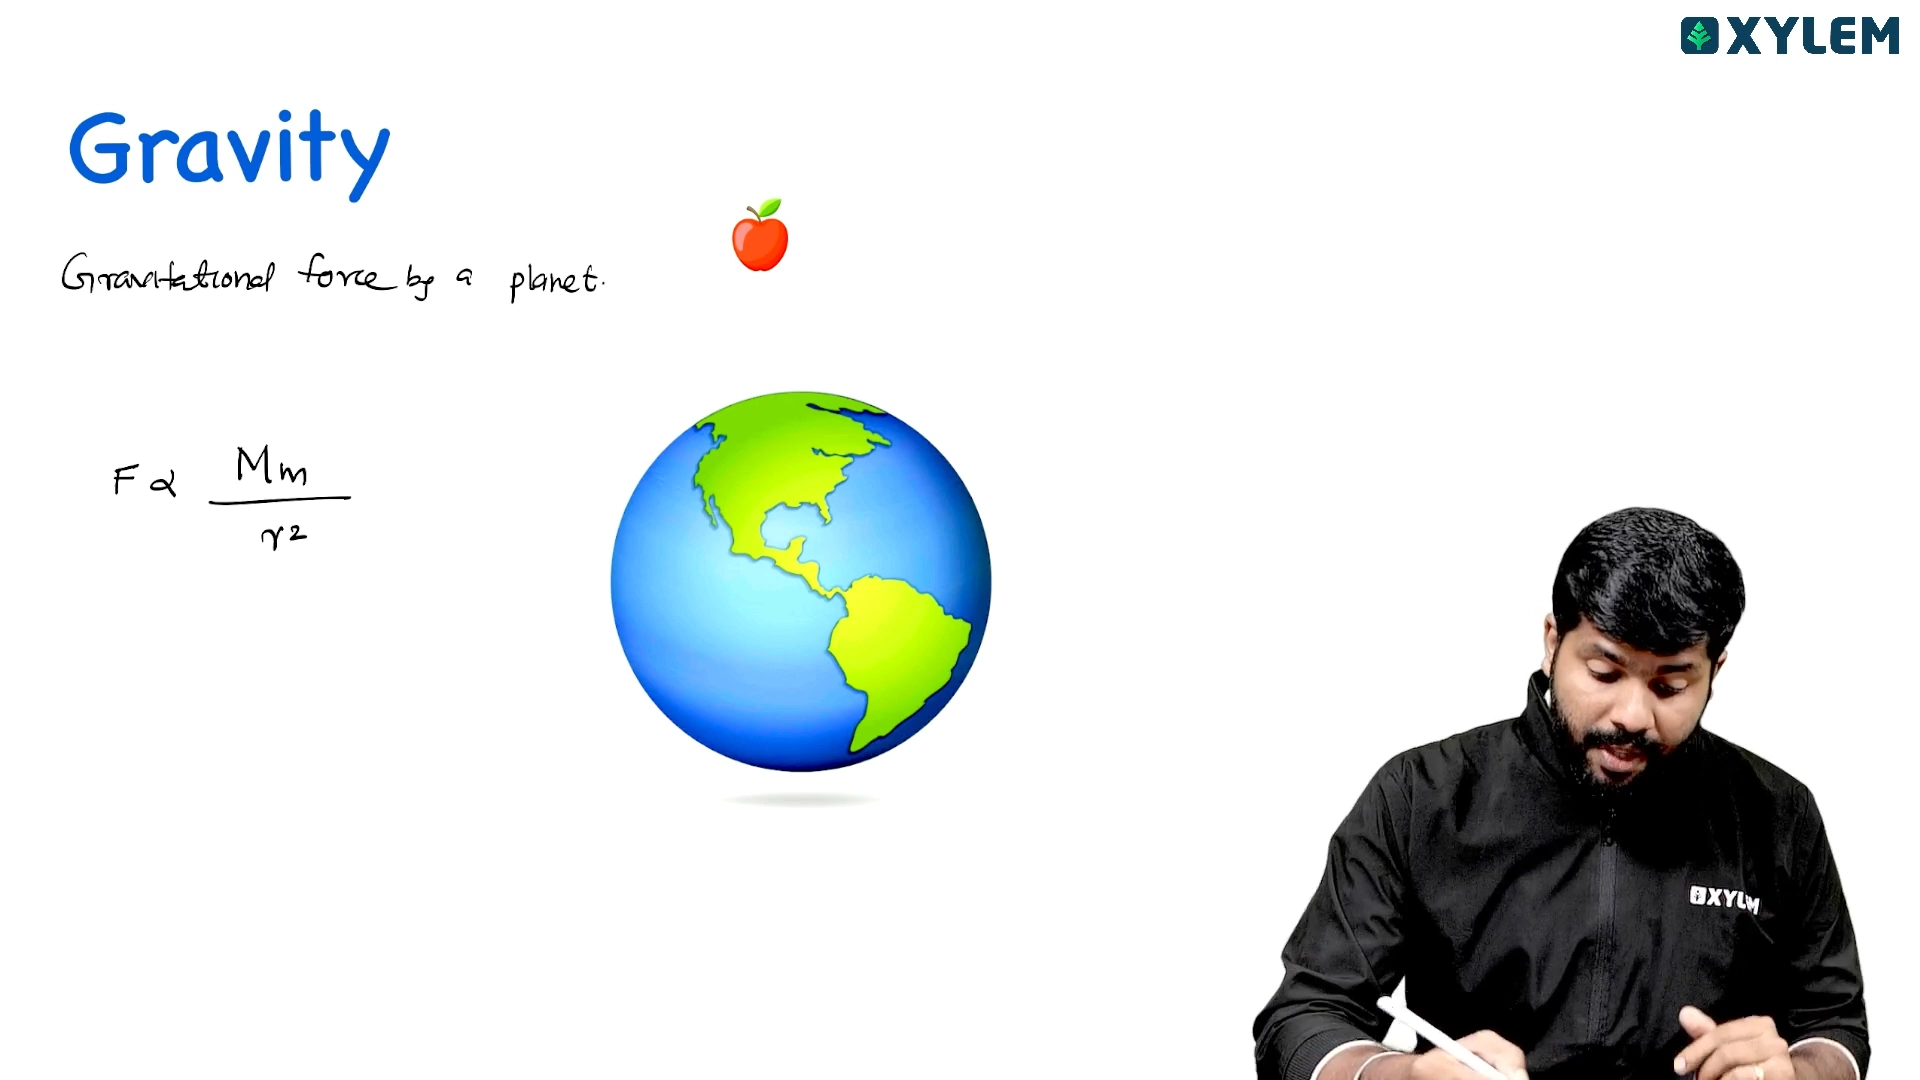 XYLEM
Gravity
Gravitational force by a planet.
F ∝ Mm
r²
XYLEM